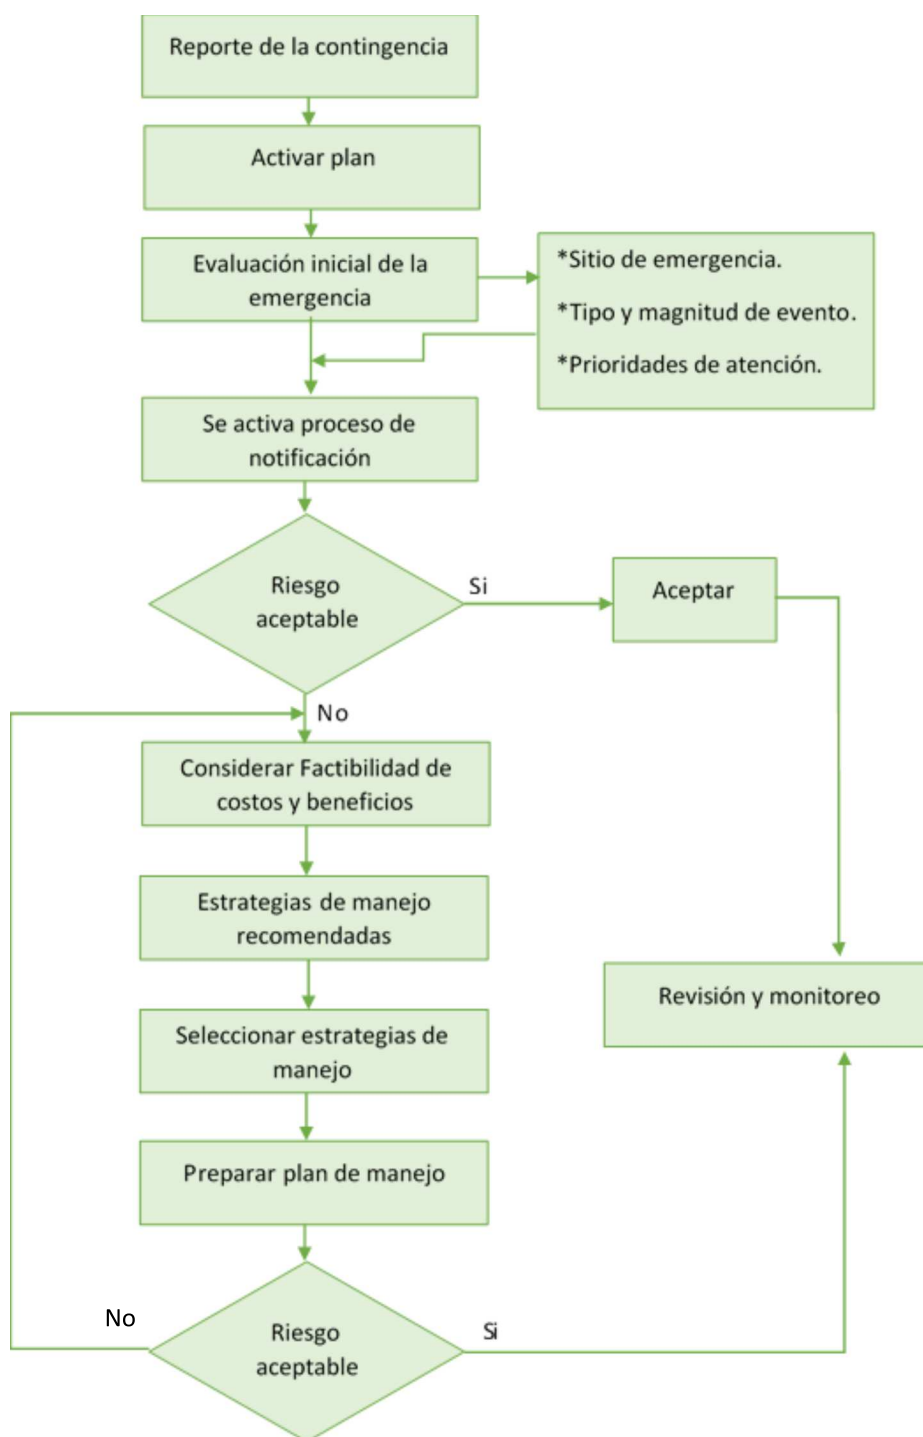 Reporte de la contingencia
Activar plan
Evaluación inicial de la
emergencia
*Sitio de emergencia.
*Tipo y magnitud de evento.
*Prioridades de atención.
Se activa proceso de
notificación
Riesgo
aceptable
Si
Aceptar
No
Considerar Factibilidad de
costos y beneficios
Estrategias de manejo
recomendadas
Revisión y monitoreo
Seleccionar estrategias de
manejo
Preparar plan de manejo
No
Riesgo
aceptable
Si